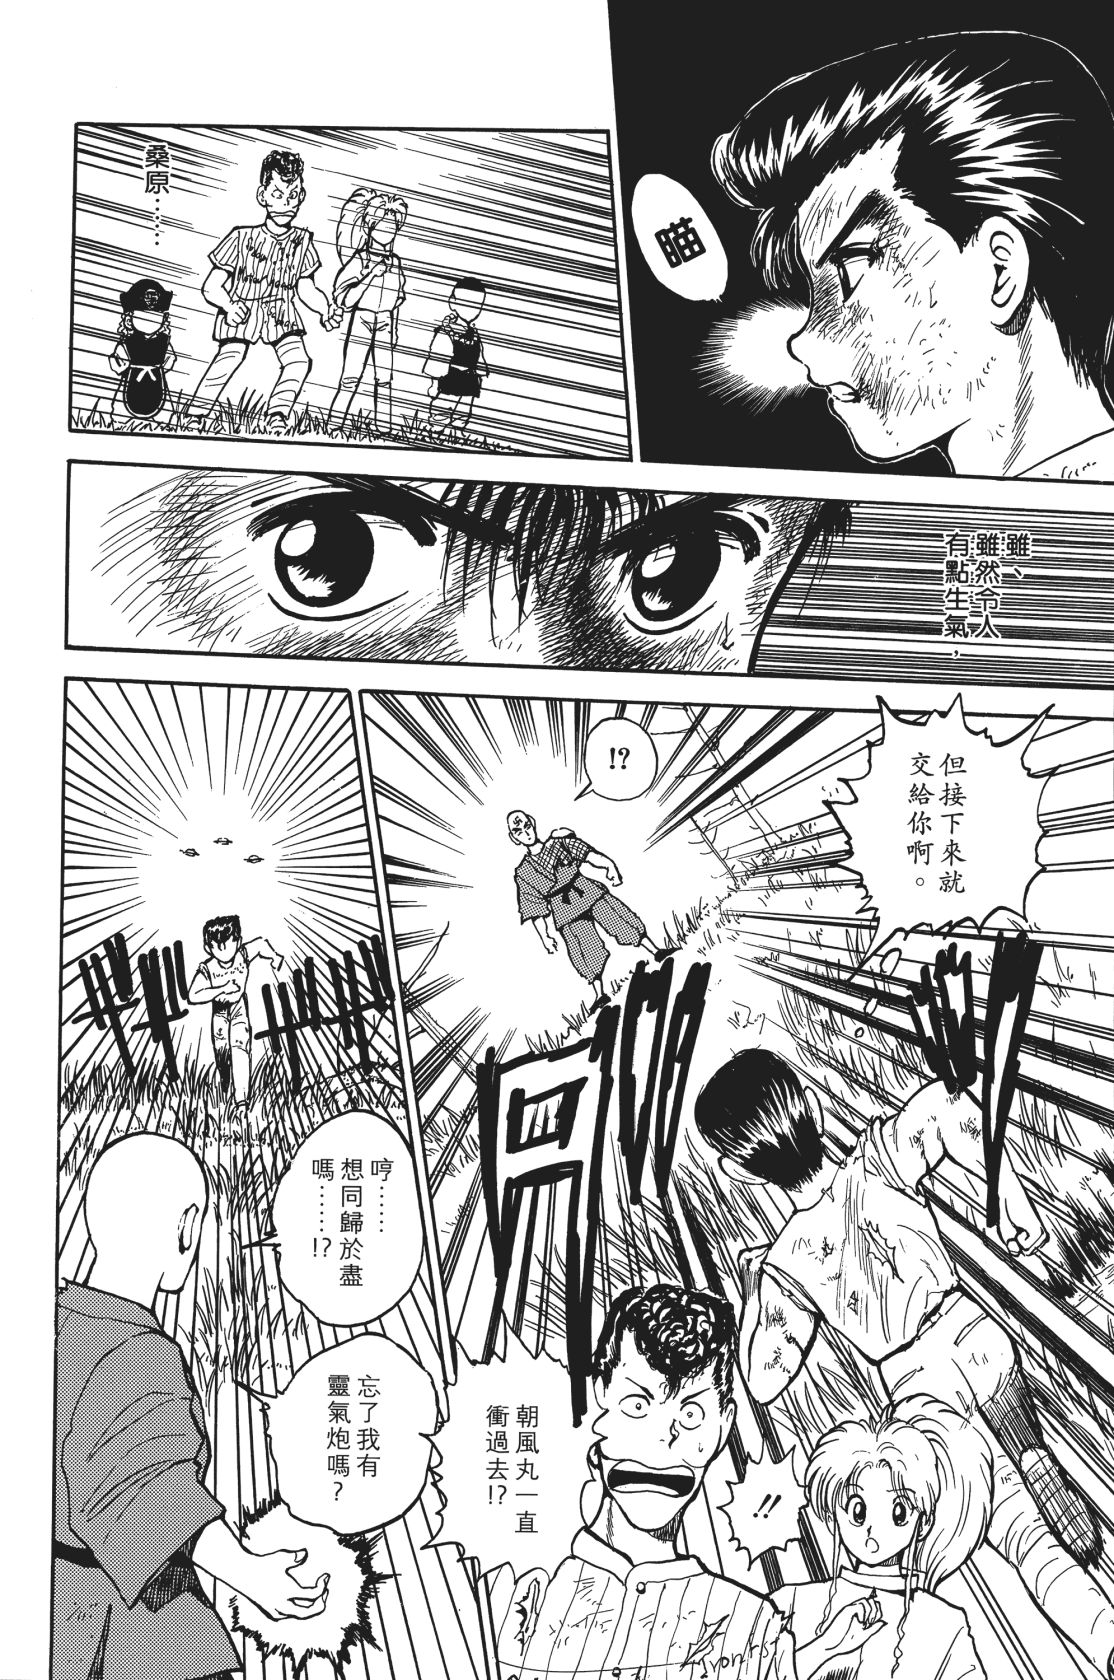 瞄
桑原……
雖、
雖然令人
有點生氣，
但接下來就
交給你啊。
!?
!!
朝風丸一直
衝過去!?
哼……
想同歸於盡
嗎……!?
忘了我有
靈氣炮嗎？